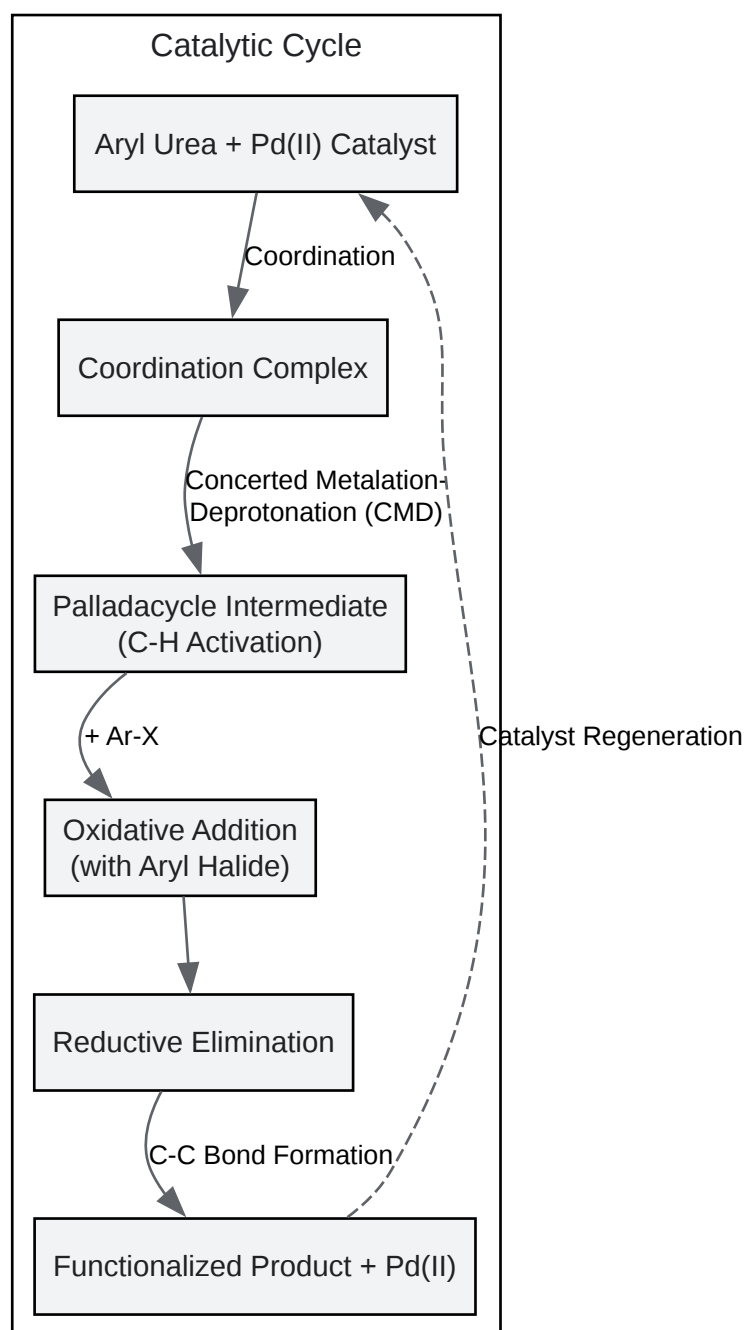 Catalytic Cycle
Aryl Urea + Pd(II) Catalyst
Coordination
Coordination Complex
Concerted Metalation-
Deprotonation (CMD)
Palladacycle Intermediate
(C-H Activation)
+ Ar-X
Catalyst Regeneration
Oxidative Addition
(with Aryl Halide)
Reductive Elimination
C-C Bond Formation
Functionalized Product + Pd(II)